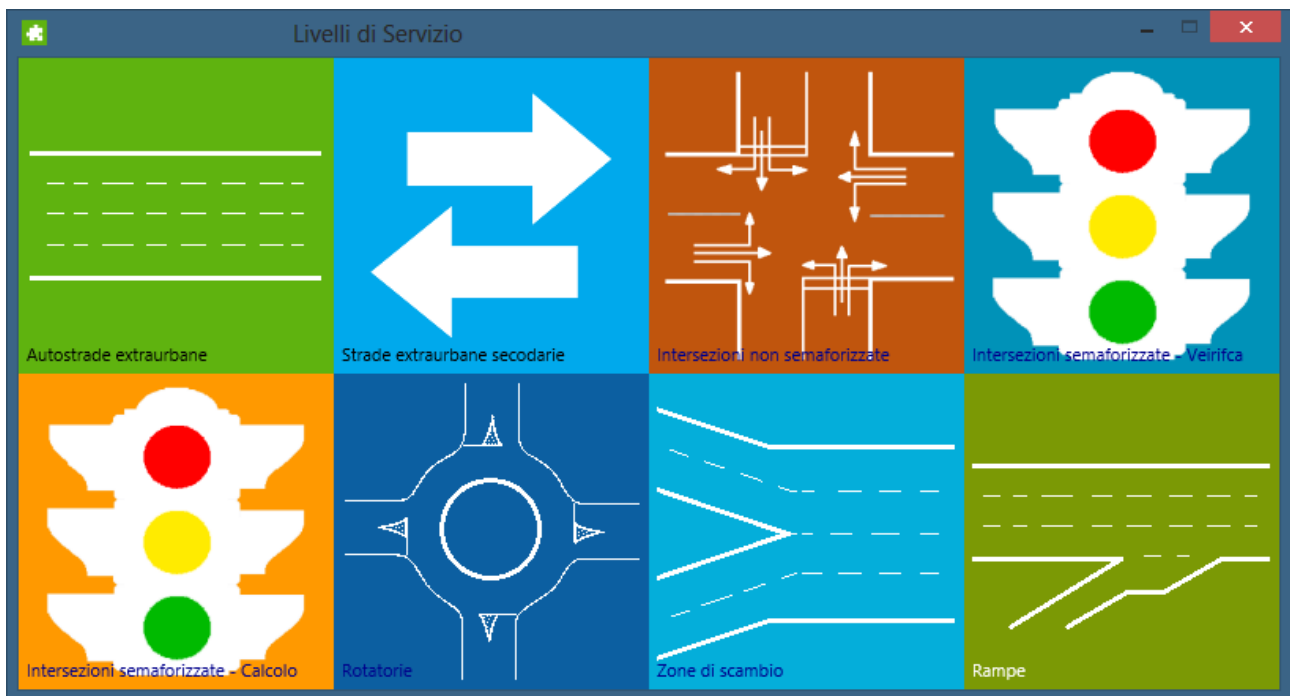 Livelli di Servizio
Autostrade extraurbane
Strade extraurbane secodarie
Intersezioni non semaforizzate
Intersezioni semaforizzate - Veirifca
Intersezioni semaforizzate - Calcolo
Rotatorie
Zone di scambio
Rampe